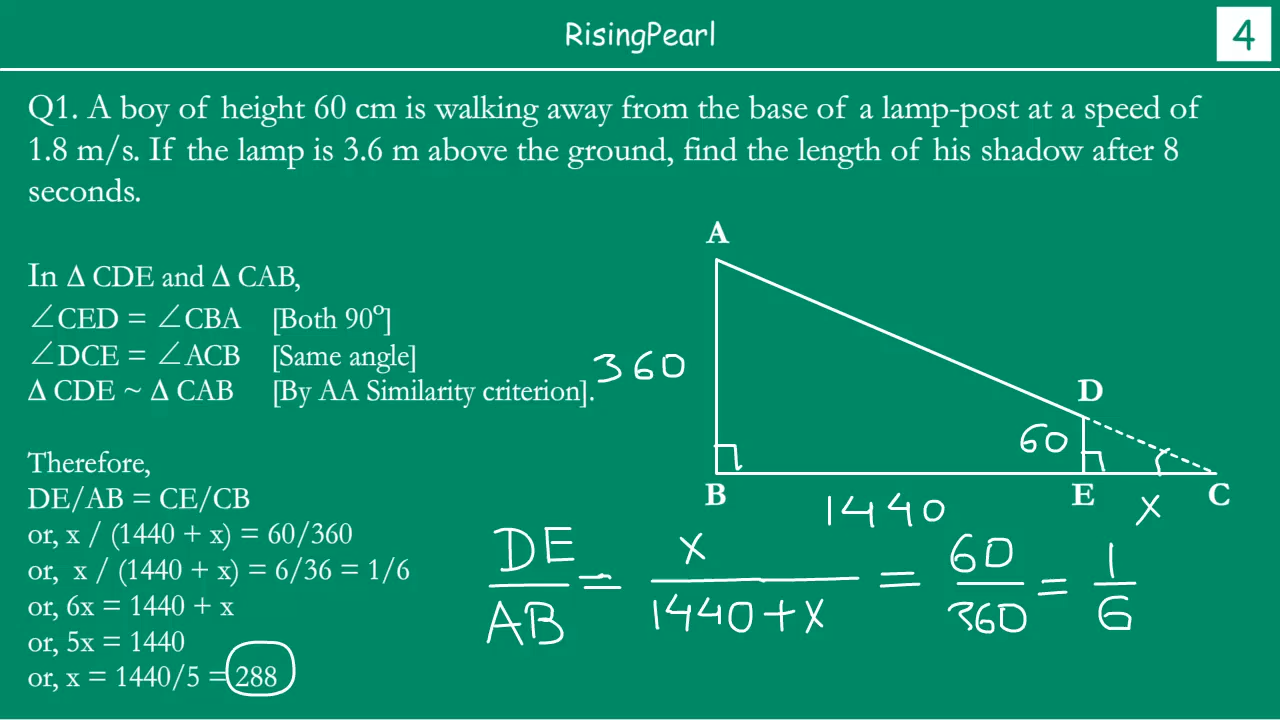 RisingPearl
4
Q1. A boy of height 60 cm is walking away from the base of a lamp-post at a speed of
1.8 m/s. If the lamp is 3.6 m above the ground, find the length of his shadow after 8
seconds.
In Δ CDE and Δ CAB,
∠CED = ∠CBA [Both 90º]
∠DCE = ∠ACB [Same angle]
Δ CDE ~ Δ CAB [By AA Similarity criterion].
Therefore,
DE/AB = CE/CB
or, x / (1440 + x) = 60/360
or, x / (1440 + x) = 6/36 = 1/6
or, 6x = 1440 + x
or, 5x = 1440
or, x = 1440/5 = 288
A
360
D
60
B
E
C
1440
x
DE/AB = x/1440+x = 60/360 = 1/6